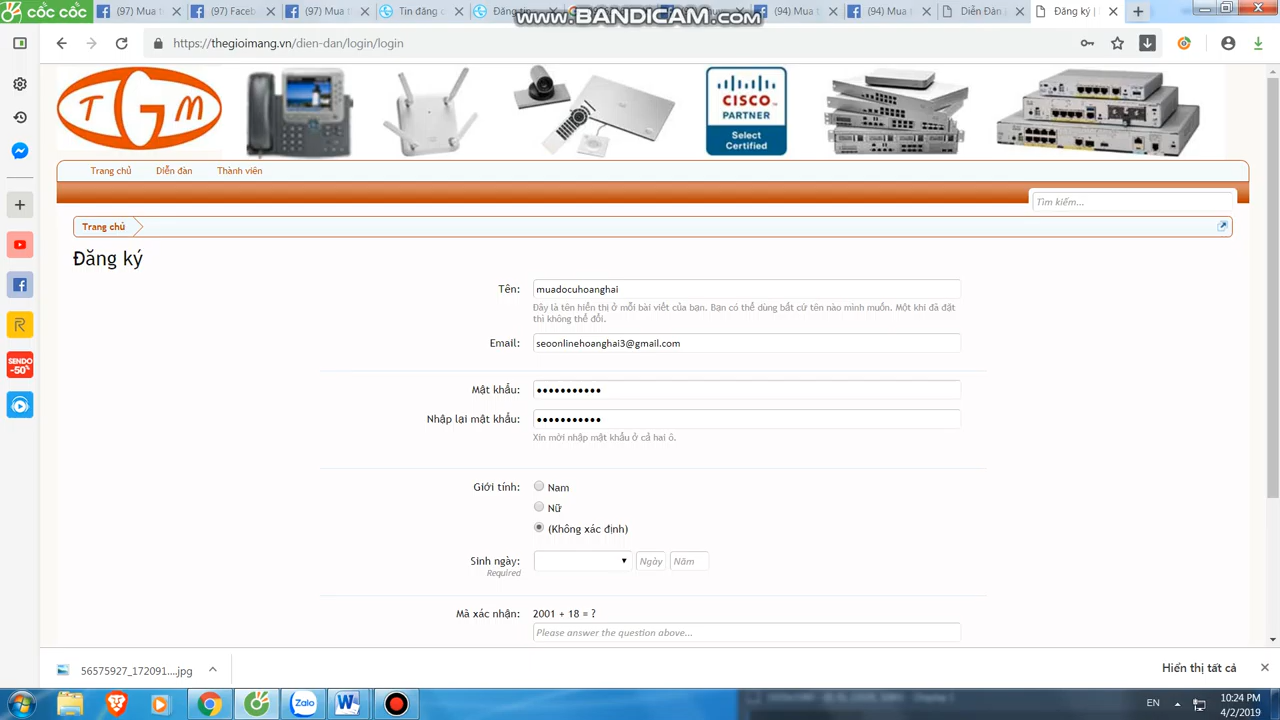 cốc cốc
(97) Mua t
(97) Faceb
(97) Mua t
Tin đăng c
Đăng tin
(94) Mua t
(94) Mua t
Diễn Đàn
Đăng ký |
www.BANDICAM.com
https://thegioimang.vn/dien-dan/login/login
TGM
CISCO
PARTNER
Select
Certified
Trang chủ
Diễn đàn
Thành viên
Tìm kiếm...
Trang chủ
Đăng ký
Tên:
muadocuhoanghai
Đây là tên hiển thị ở mỗi bài viết của bạn. Bạn có thể dùng bất cứ tên nào mình muốn. Một khi đã đặt
thì không thể đổi.
Email:
seoonlinehoanghai3@gmail.com
Mật khẩu:
•••••••••••
Nhập lại mật khẩu:
•••••••••••
Xin mời nhập mật khẩu ở cả hai ô.
Giới tính:
Nam
Nữ
(Không xác định)
Sinh ngày:
Required
Ngày
Năm
Mã xác nhận:
2001 + 18 = ?
Please answer the question above...
SENDO
-50%
56575927_172091....jpg
Hiển thị tất cả
Zalo
EN
10:24 PM
4/2/2019